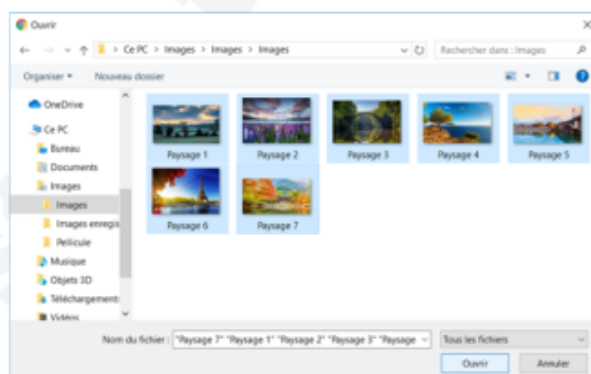 Ouvrir
Ce PC > Images > Images > Images
Rechercher dans : Images
Organiser
Nouveau dossier
OneDrive
Ce PC
Bureau
Documents
Images
Images
Images enregis
Pellicule
Musique
Objets 3D
Téléchargement
Vidéos
Paysage 1
Paysage 2
Paysage 3
Paysage 4
Paysage 5
Paysage 6
Paysage 7
Nom du fichier : "Paysage 7" "Paysage 1" "Paysage 2" "Paysage 3" "Paysage
Tous les fichiers
Ouvrir
Annuler